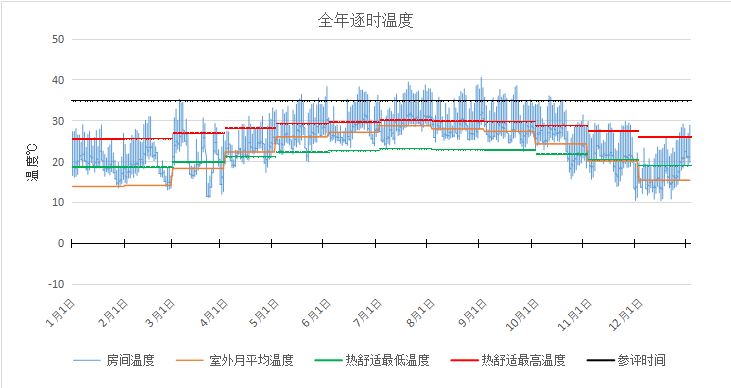 全年逐时温度
50
40
30
20
10
0
-10
温度℃
1月1日
2月1日
3月1日
4月1日
5月1日
6月1日
7月1日
8月1日
9月1日
10月1日
11月1日
12月1日
房间温度 室外月平均温度 热舒适最低温度 热舒适最高温度 参评时间